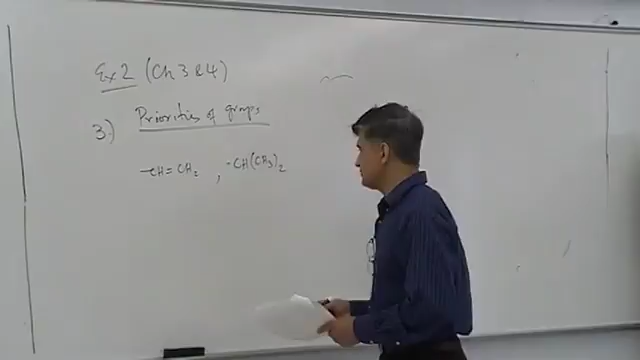 Ex 2 (Ch 3 & 4)
3.) Priorities of groups
-CH=CH₂ , -CH(CH₃)₂